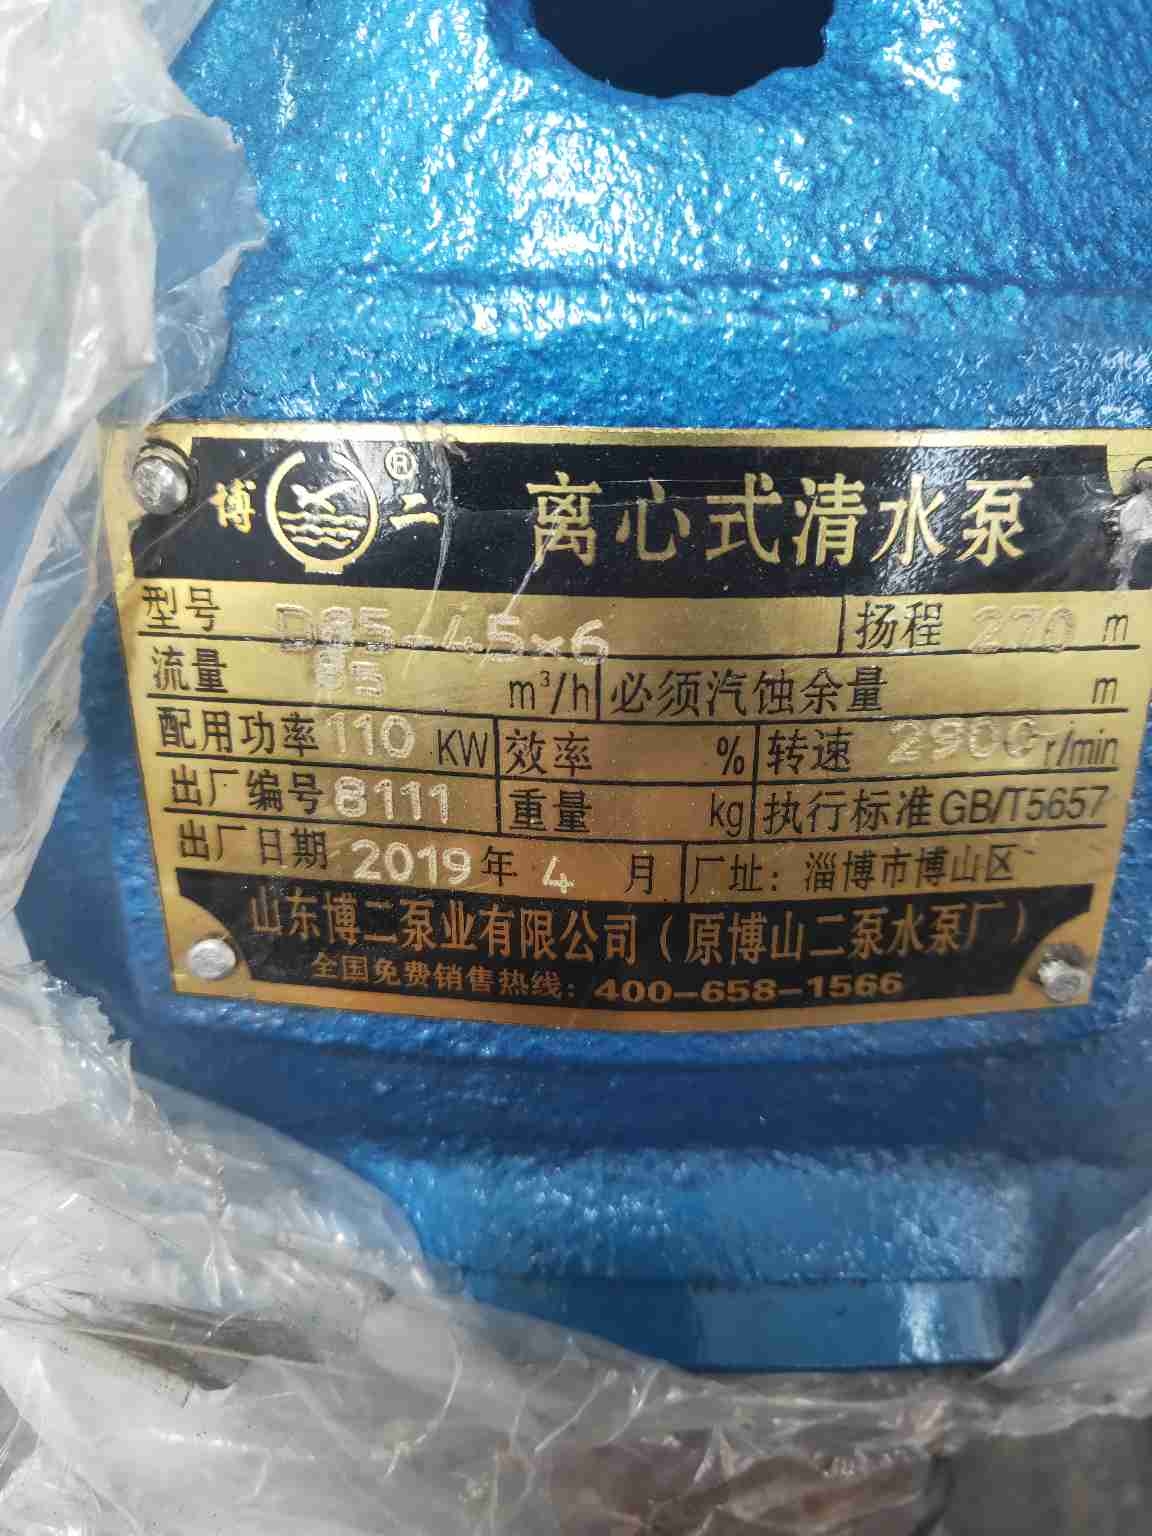 博 ® 二 离心式清水泵
型号 D85-45×6 扬程 270 m
流量 85 m³/h 必须汽蚀余量 m
配用功率 110 KW 效率 % 转速 2900 r/min
出厂编号 8111 重量 kg 执行标准 GB/T5657
出厂日期 2019 年 4 月 厂址：淄博市博山区
山东博二泵业有限公司（原博山二泵水泵厂）
全国免费销售热线：400-658-1566